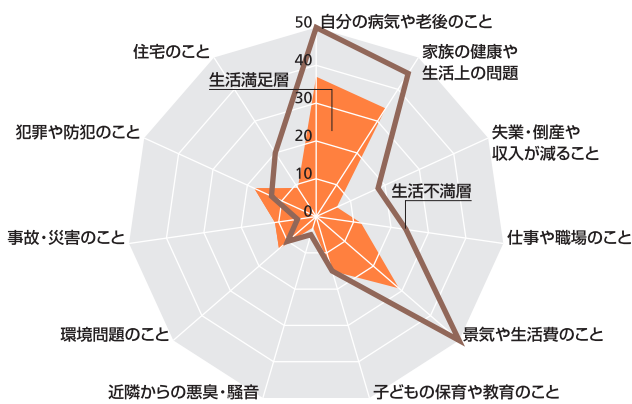 50
自分の病気や老後のこと
家族の健康や
生活上の問題
失業・倒産や
収入が減ること
仕事や職場のこと
景気や生活費のこと
子どもの保育や教育のこと
近隣からの悪臭・騒音
環境問題のこと
事故・災害のこと
犯罪や防犯のこと
住宅のこと
生活満足層
生活不満層
40
30
20
10
0